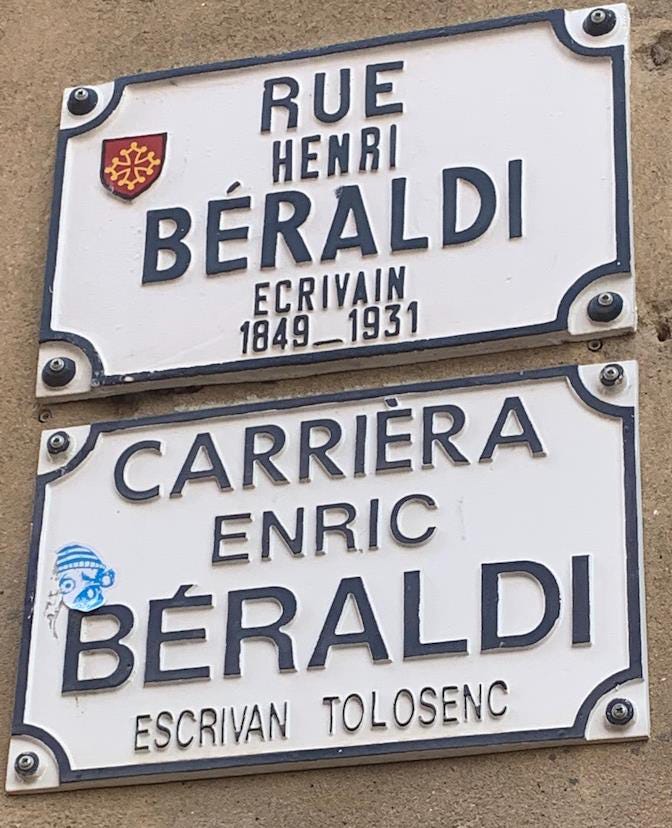 RUE
HENRI
BÉRALDI
ECRIVAIN
1849_1931
CARRIÈRA
ENRIC
BÉRALDI
ESCRIVAN TOLOSENC